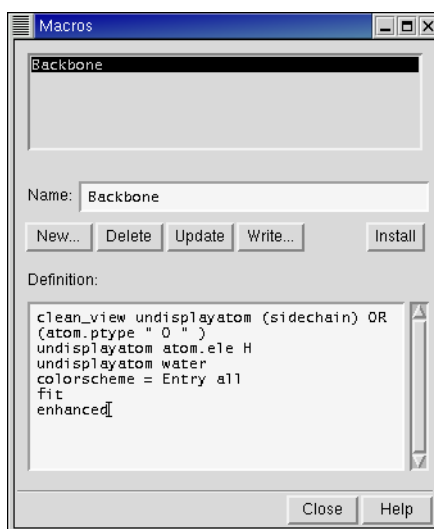 Macros
Backbone
Name: Backbone
New... Delete Update Write... Install
Definition:
clean_view undisplayatom (sidechain) OR
(atom.ptype " O " )
undisplayatom atom.ele H
undisplayatom water
colorscheme = Entry all
fit
enhanced
Close Help